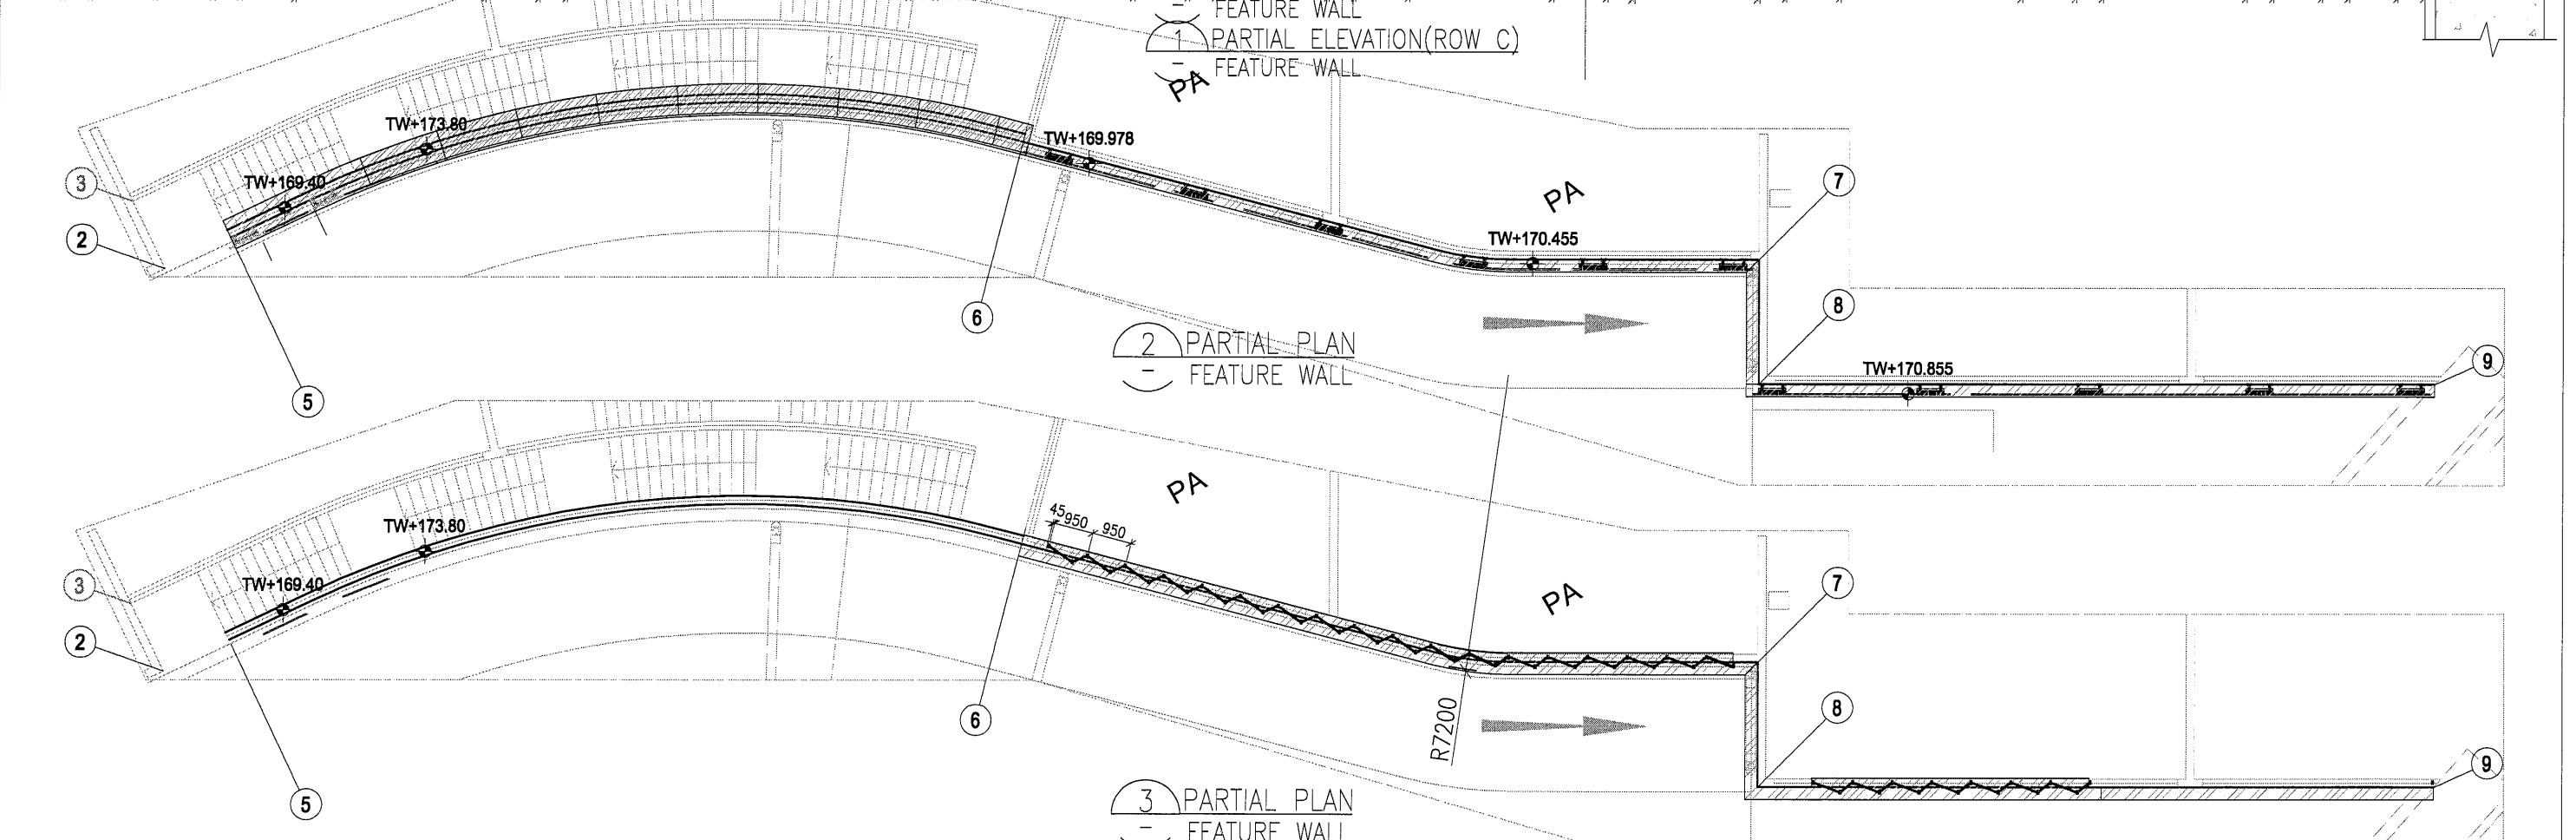 FEATURE WALL
1 PARTIAL ELEVATION(ROW C)
- FEATURE WALL
PA
TW+173.80
TW+169.978
TW+169.40
3
2
PA
7
TW+170.455
8
6
5
2 PARTIAL PLAN
- FEATURE WALL
TW+170.855
9
PA
45
950
950
TW+173.80
TW+169.40
3
2
PA
7
8
6
5
R7200
9
3 PARTIAL PLAN
- FEATURE WALL